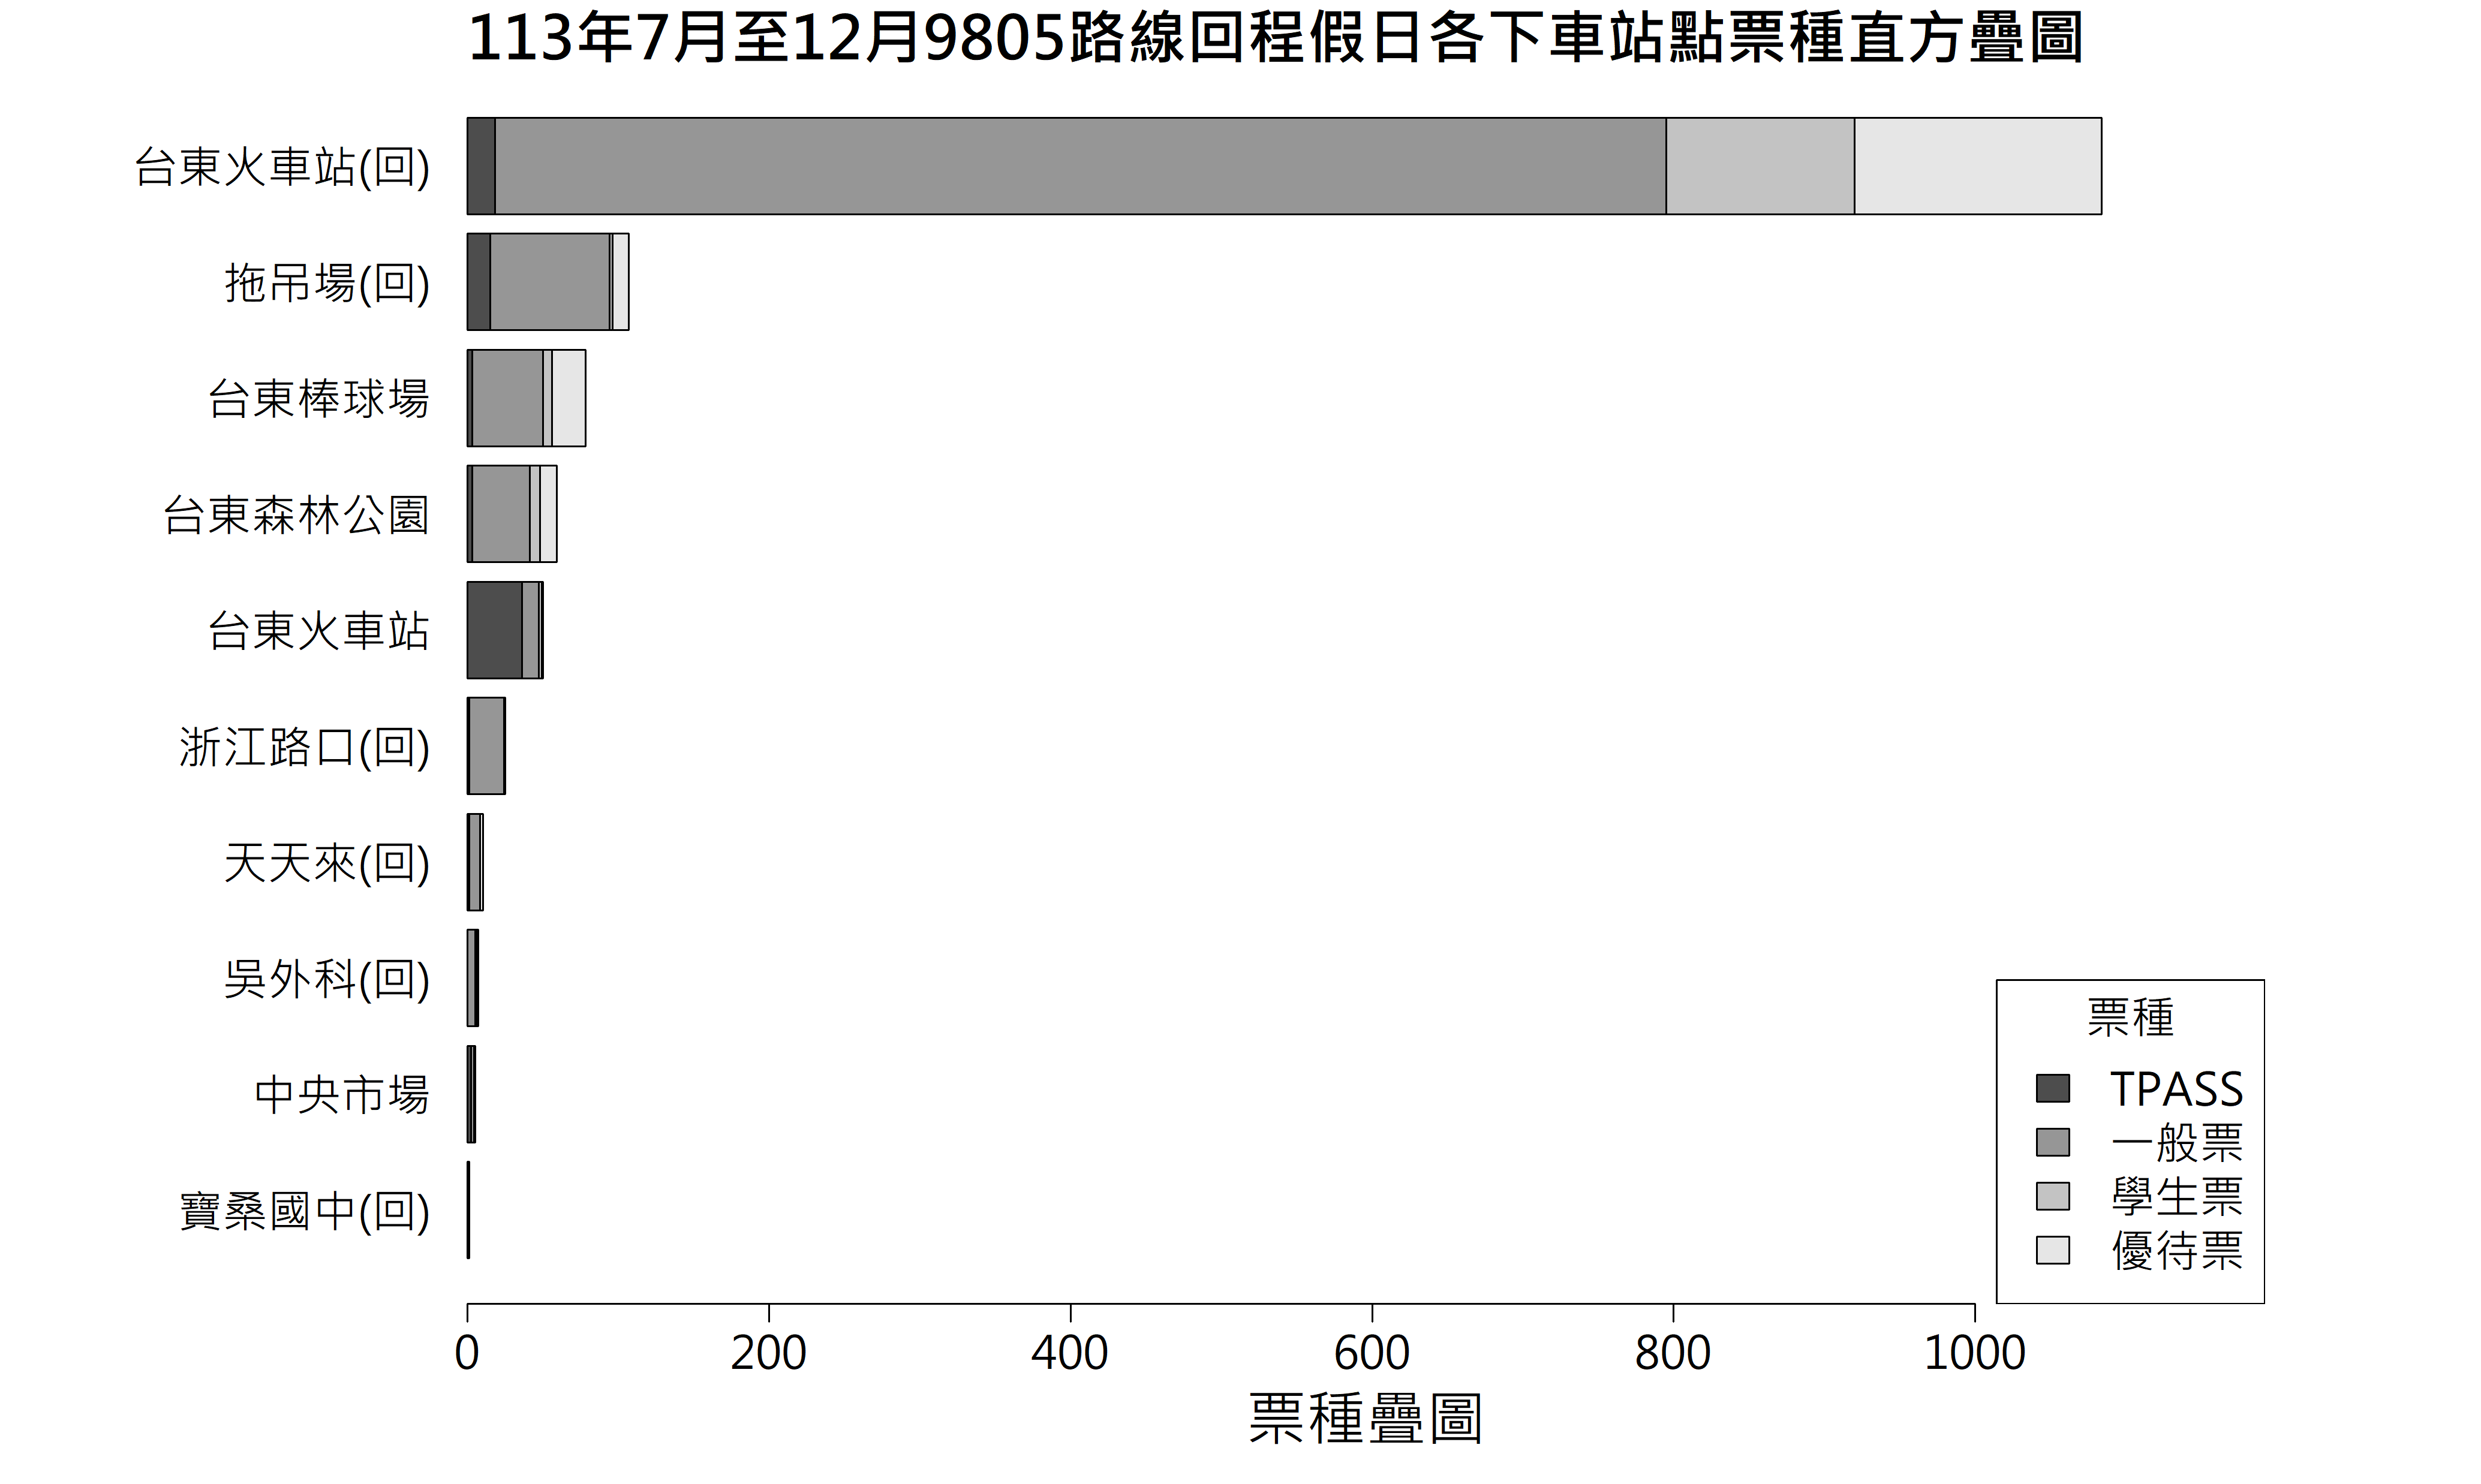 113年7月至12月9805路線回程假日各下車站點票種直方疊圖
台東火車站(回)
拖吊場(回)
台東棒球場
台東森林公園
台東火車站
浙江路口(回)
天天來(回)
吳外科(回)
中央市場
寶桑國中(回)
票種
TPASS
一般票
學生票
優待票
0 200 400 600 800 1000
票種疊圖